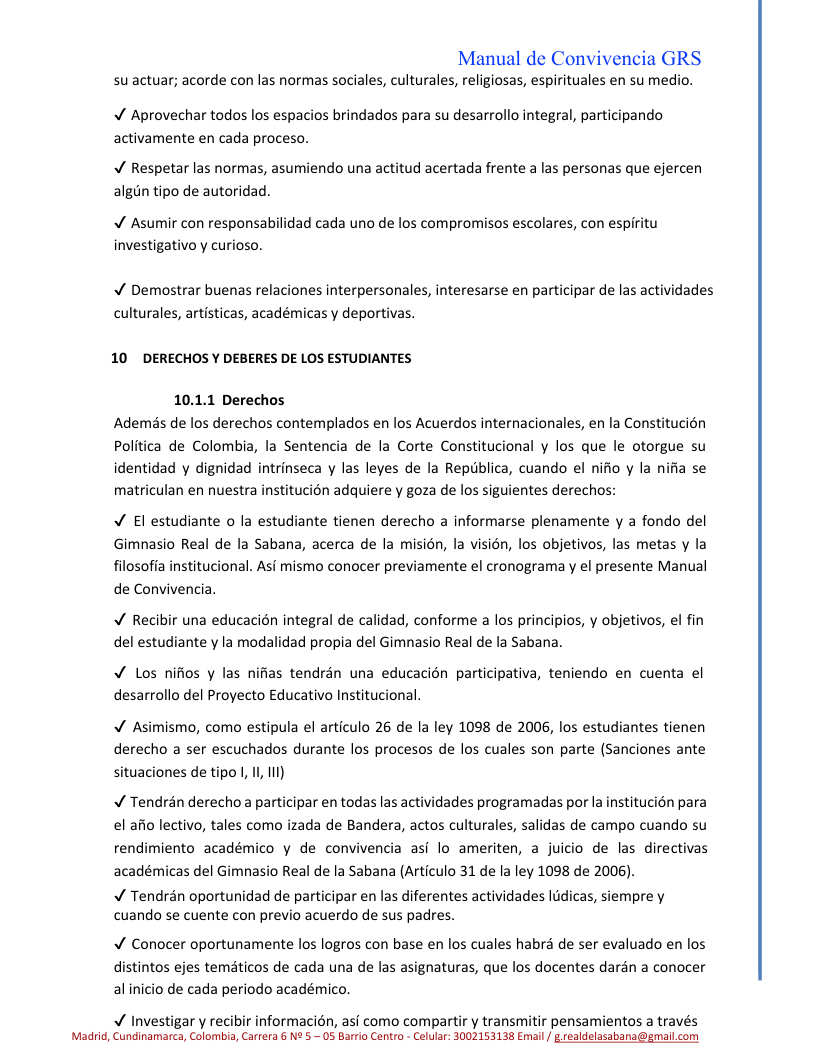 Manual de Convivencia GRS
su actuar; acorde con las normas sociales, culturales, religiosas, espirituales en su medio.
✔ Aprovechar todos los espacios brindados para su desarrollo integral, participando
activamente en cada proceso.
✔ Respetar las normas, asumiendo una actitud acertada frente a las personas que ejercen
algún tipo de autoridad.
✔ Asumir con responsabilidad cada uno de los compromisos escolares, con espíritu
investigativo y curioso.
✔ Demostrar buenas relaciones interpersonales, interesarse en participar de las actividades
culturales, artísticas, académicas y deportivas.
10 DERECHOS Y DEBERES DE LOS ESTUDIANTES
10.1.1 Derechos
Además de los derechos contemplados en los Acuerdos internacionales, en la Constitución
Política de Colombia, la Sentencia de la Corte Constitucional y los que le otorgue su
identidad y dignidad intrínseca y las leyes de la República, cuando el niño y la niña se
matriculan en nuestra institución adquiere y goza de los siguientes derechos:
✔ El estudiante o la estudiante tienen derecho a informarse plenamente y a fondo del
Gimnasio Real de la Sabana, acerca de la misión, la visión, los objetivos, las metas y la
filosofía institucional. Así mismo conocer previamente el cronograma y el presente Manual
de Convivencia.
✔ Recibir una educación integral de calidad, conforme a los principios, y objetivos, el fin
del estudiante y la modalidad propia del Gimnasio Real de la Sabana.
✔ Los niños y las niñas tendrán una educación participativa, teniendo en cuenta el
desarrollo del Proyecto Educativo Institucional.
✔ Asimismo, como estipula el artículo 26 de la ley 1098 de 2006, los estudiantes tienen
derecho a ser escuchados durante los procesos de los cuales son parte (Sanciones ante
situaciones de tipo I, II, III)
✔ Tendrán derecho a participar en todas las actividades programadas por la institución para
el año lectivo, tales como izada de Bandera, actos culturales, salidas de campo cuando su
rendimiento académico y de convivencia así lo ameriten, a juicio de las directivas
académicas del Gimnasio Real de la Sabana (Artículo 31 de la ley 1098 de 2006).
✔ Tendrán oportunidad de participar en las diferentes actividades lúdicas, siempre y
cuando se cuente con previo acuerdo de sus padres.
✔ Conocer oportunamente los logros con base en los cuales habrá de ser evaluado en los
distintos ejes temáticos de cada una de las asignaturas, que los docentes darán a conocer
al inicio de cada periodo académico.
✔ Investigar y recibir información, así como compartir y transmitir pensamientos a través
Madrid, Cundinamarca, Colombia, Carrera 6 Nº 5 – 05 Barrio Centro - Celular: 3002153138 Email / g.realdelasabana@gmail.com